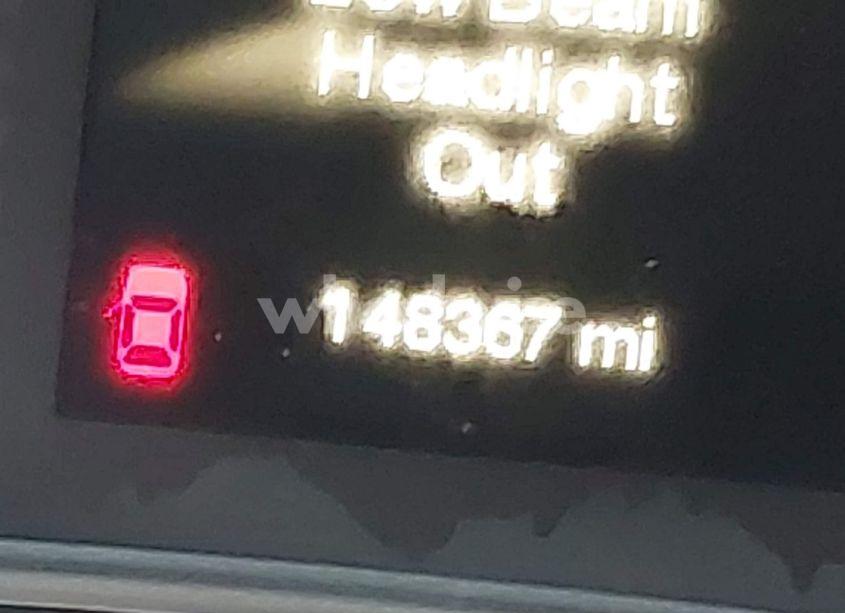 Low Beam
Headlight
Out
148367 mi